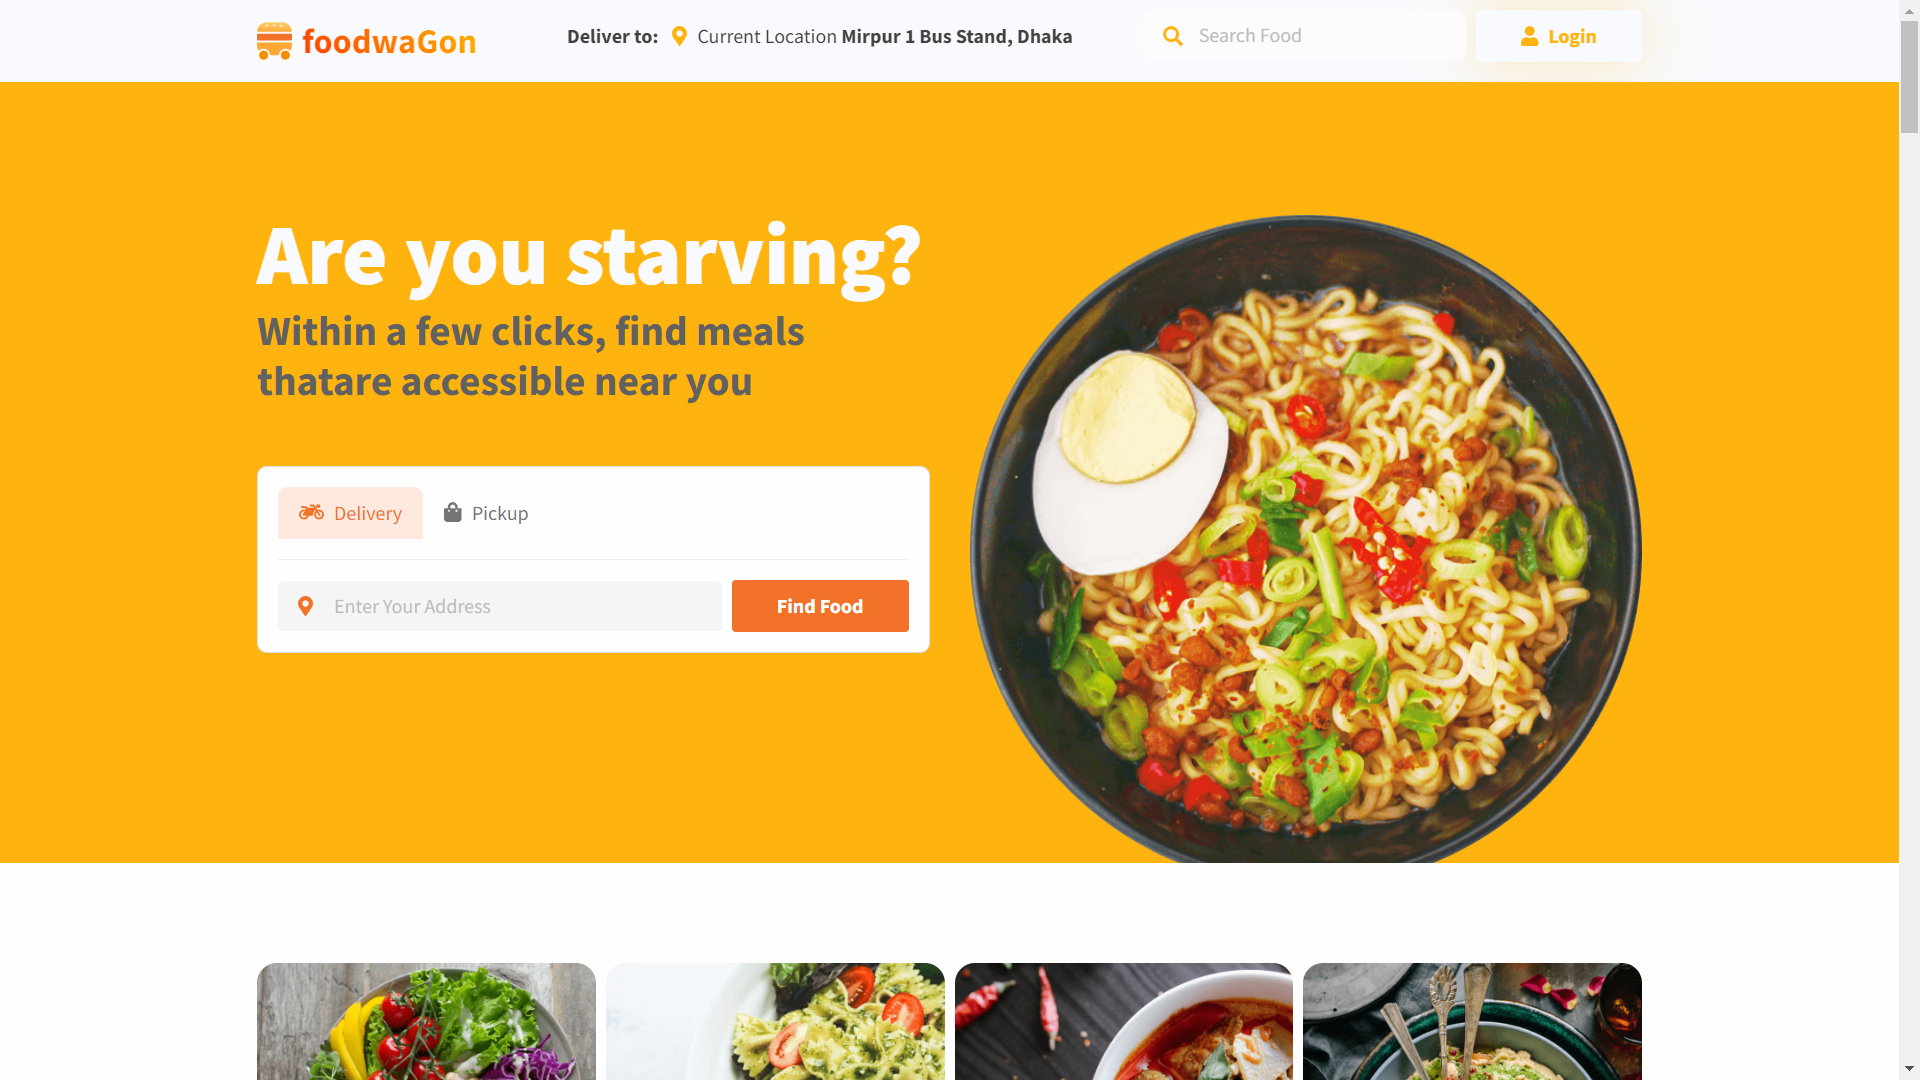 foodwaGon
Deliver to: Current Location Mirpur 1 Bus Stand, Dhaka
Search Food
Login
Are you starving?
Within a few clicks, find meals
thatare accessible near you
Delivery
Pickup
Enter Your Address
Find Food